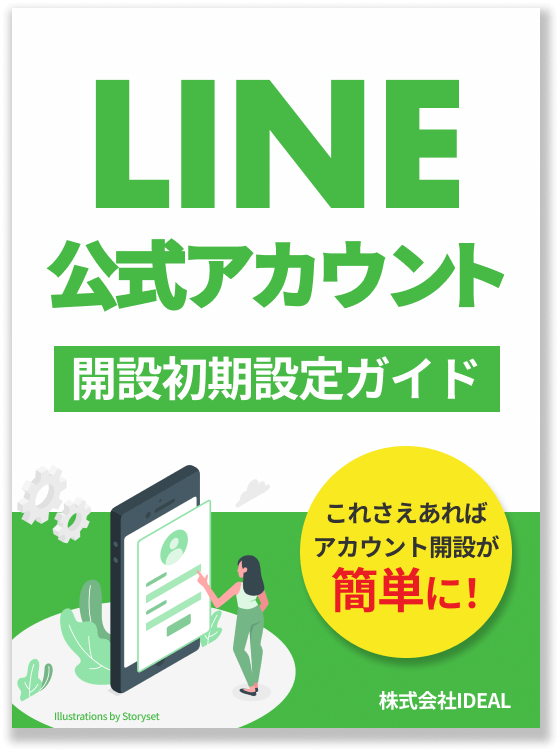 LINE
公式アカウント
開設初期設定ガイド
これさえあれば
アカウント開設が
簡単に!
株式会社IDEAL
Illustrations by Storyset